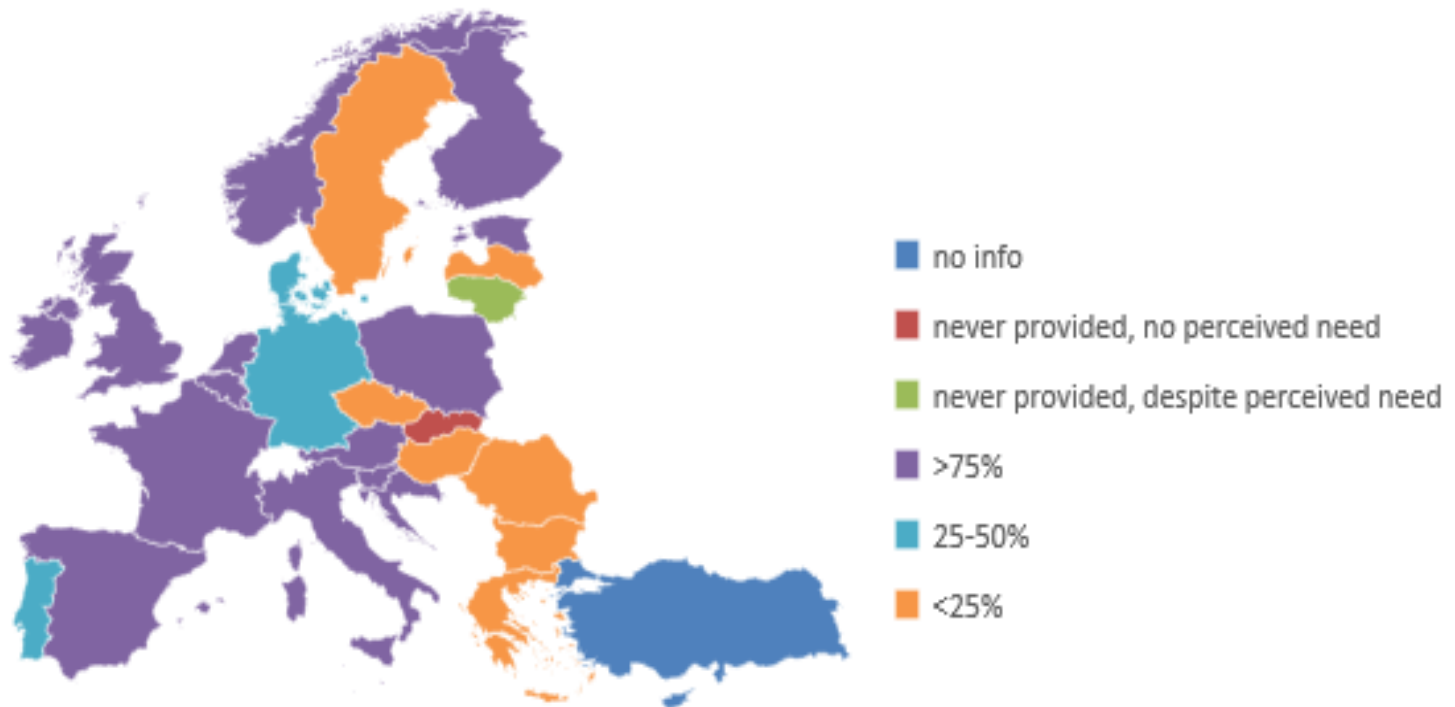 no info
never provided, no perceived need
never provided, despite perceived need
>75%
25-50%
<25%